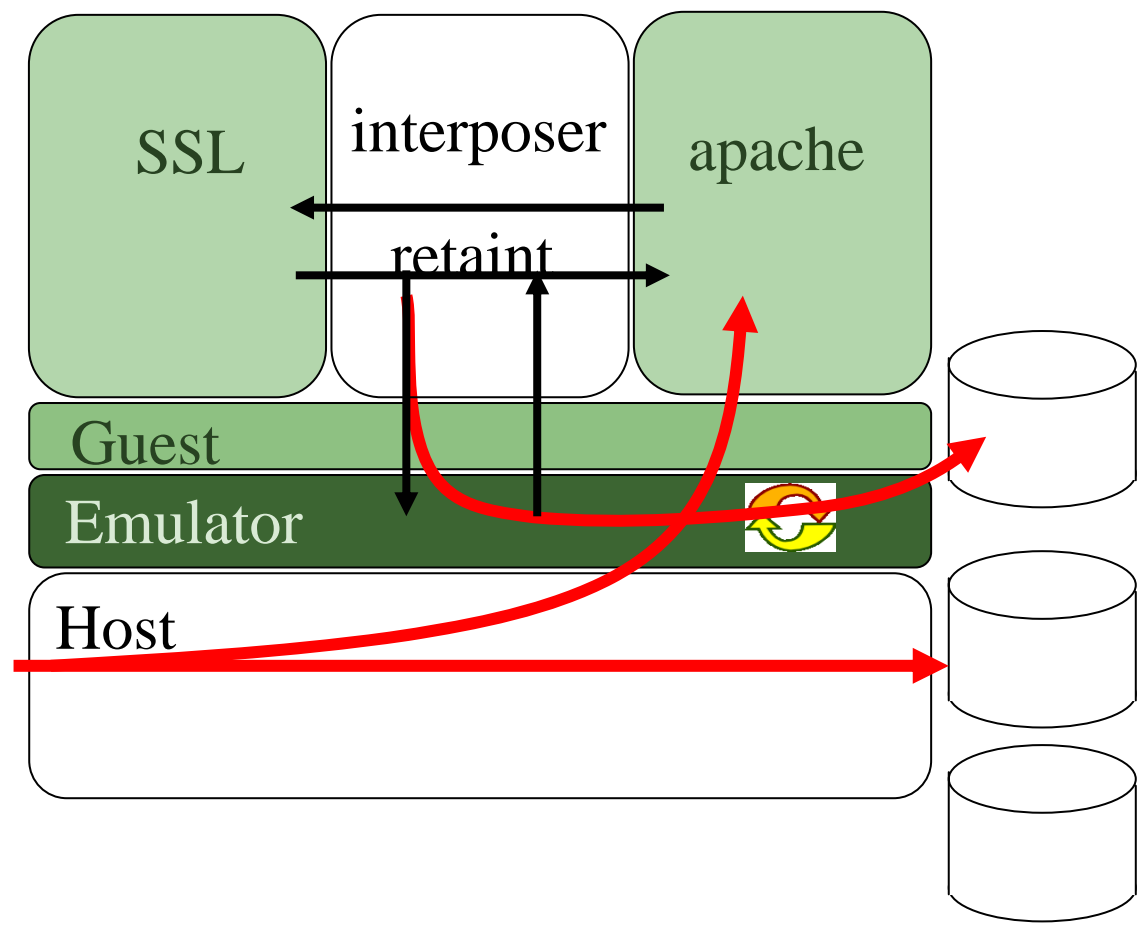 SSL
interposer
apache
retaint
Guest
Emulator
Host